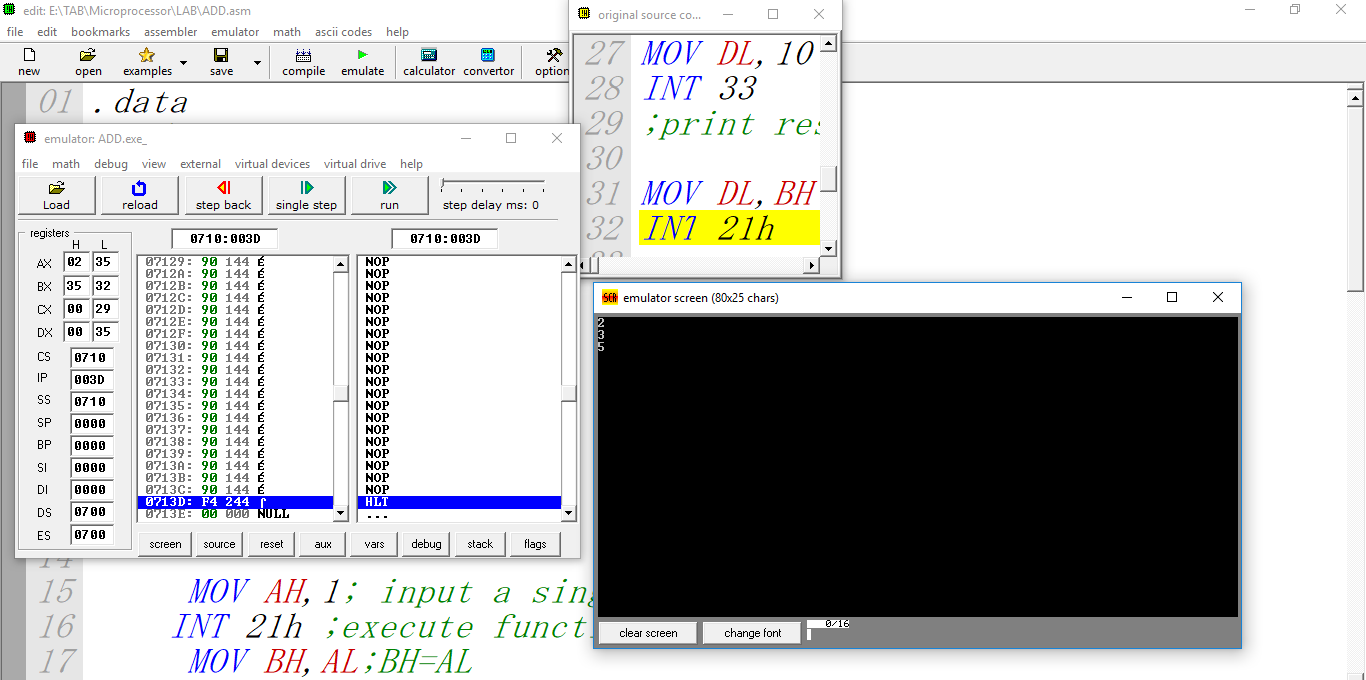 edit: E:\TAB\Microprocessor\LAB\ADD.asm
file edit bookmarks assembler emulator math ascii codes help
new open examples save compile emulate calculator convertor option
01 .data
original source co...
27 MOV DL,10
28 INT 33
29 ;print res
30
31 MOV DL,BH
32 INT 21h
emulator: ADD.exe_
file math debug view external virtual devices virtual drive help
Load reload step back single step run step delay ms: 0
registers
H L
AX 02 35
BX 35 32
CX 00 29
DX 00 35
CS 0710
IP 003D
SS 0710
SP 0000
BP 0000
SI 0000
DI 0000
DS 0700
ES 0700
0710:003D 0710:003D
07129: 90 144 É NOP
0712A: 90 144 É NOP
0712B: 90 144 É NOP
0712C: 90 144 É NOP
0712D: 90 144 É NOP
0712E: 90 144 É NOP
0712F: 90 144 É NOP
07130: 90 144 É NOP
07131: 90 144 É NOP
07132: 90 144 É NOP
07133: 90 144 É NOP
07134: 90 144 É NOP
07135: 90 144 É NOP
07136: 90 144 É NOP
07137: 90 144 É NOP
07138: 90 144 É NOP
07139: 90 144 É NOP
0713A: 90 144 É NOP
0713B: 90 144 É NOP
0713C: 90 144 É NOP
0713D: F4 244 ⌠ HLT
0713E: 00 000 NULL ...
screen source reset aux vars debug stack flags
emulator screen (80x25 chars)
2
3
5
clear screen change font 0/16
14
15 MOV AH,1; input a sing
16 INT 21h ;execute functi
17 MOV BH,AL;BH=AL